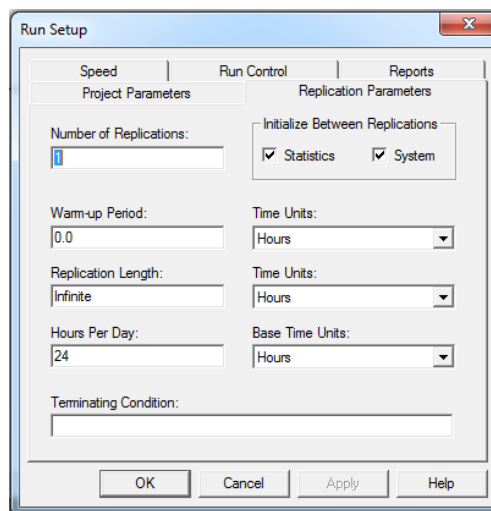 Run Setup
Speed Run Control Reports
Project Parameters Replication Parameters
Number of Replications:
1
Initialize Between Replications
Statistics System
Warm-up Period: Time Units:
0.0 Hours
Replication Length: Time Units:
Infinite Hours
Hours Per Day: Base Time Units:
24 Hours
Terminating Condition:
OK Cancel Apply Help